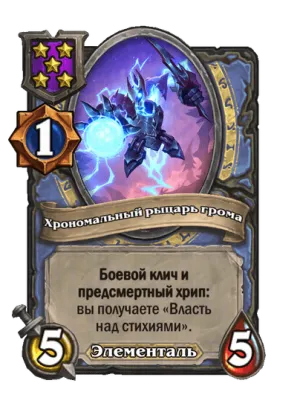 1
Хрономальный рыцарь грома
Боевой клич и
предсмертный хрип:
вы получаете «Власть
над стихиями».
5
Элементаль
5